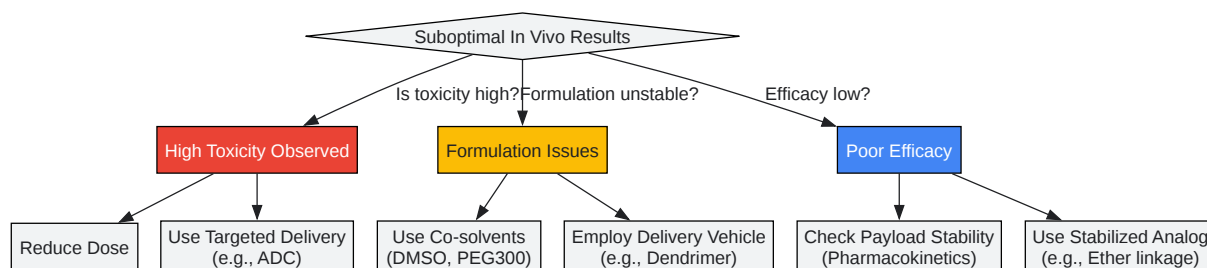 Suboptimal In Vivo Results
Is toxicity high?
Formulation unstable?
Efficacy low?
High Toxicity Observed
Formulation Issues
Poor Efficacy
Reduce Dose
Use Targeted Delivery
(e.g., ADC)
Use Co-solvents
(DMSO, PEG300)
Employ Delivery Vehicle
(e.g., Dendrimer)
Check Payload Stability
(Pharmacokinetics)
Use Stabilized Analog
(e.g., Ether linkage)